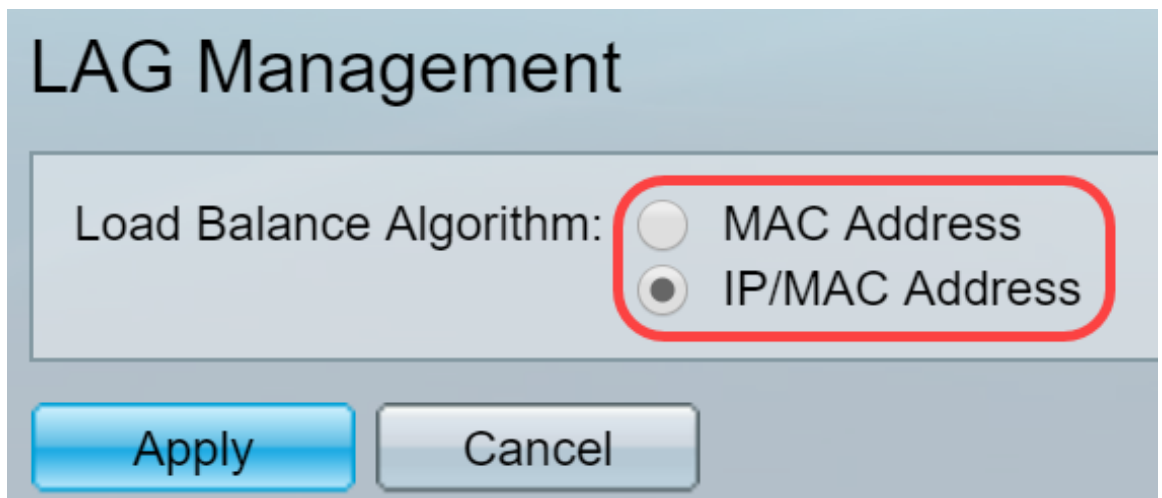 LAG Management
Load Balance Algorithm: MAC Address
IP/MAC Address
Apply Cancel